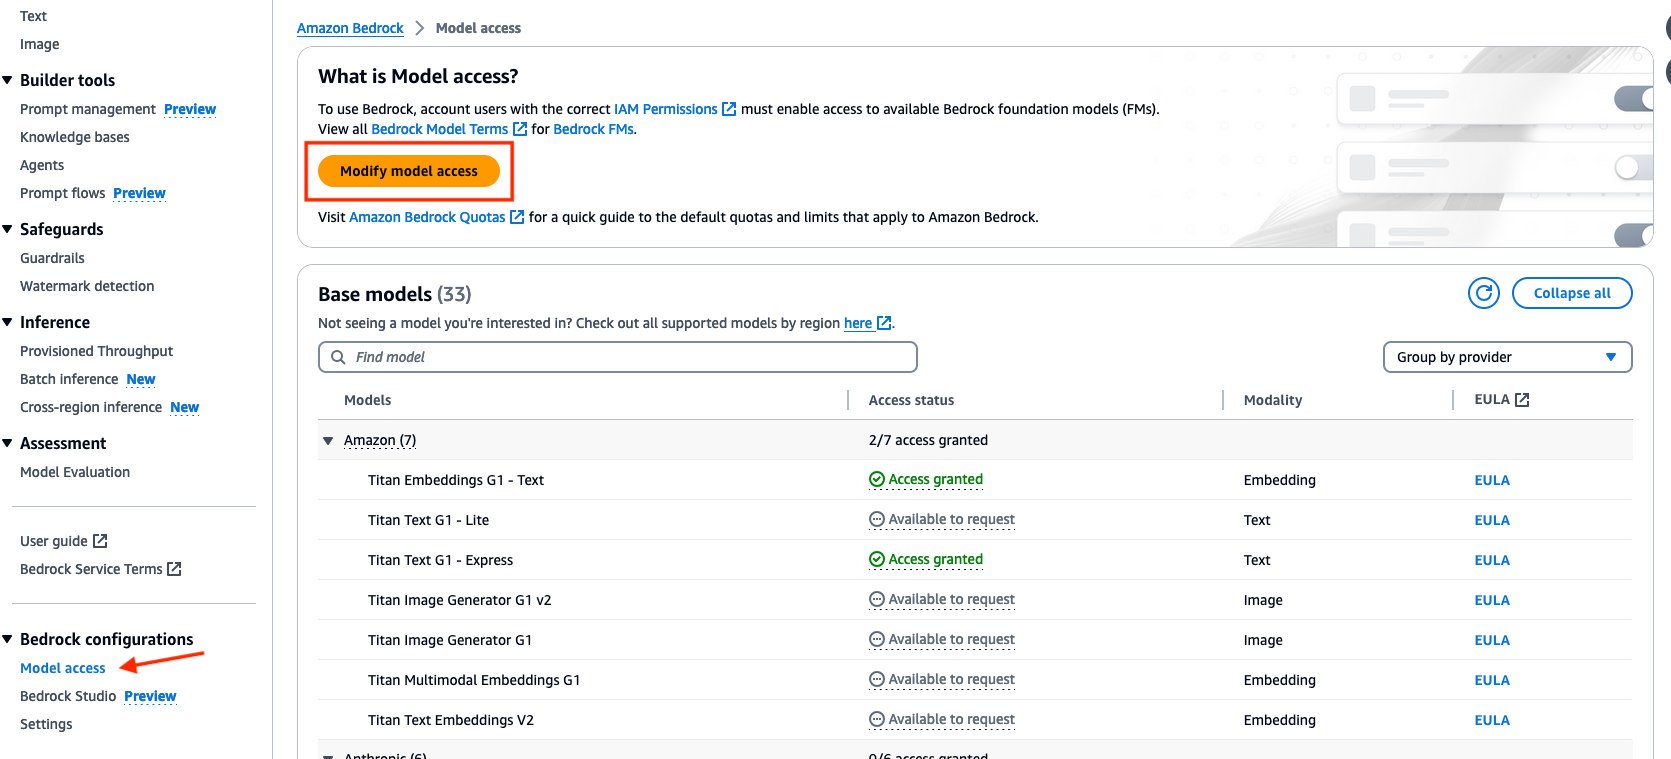 Text
Image
Builder tools
Prompt management Preview
Knowledge bases
Agents
Prompt flows Preview
Safeguards
Guardrails
Watermark detection
Inference
Provisioned Throughput
Batch inference New
Cross-region inference New
Assessment
Model Evaluation
User guide
Bedrock Service Terms
Bedrock configurations
Model access
Bedrock Studio Preview
Settings
Amazon Bedrock > Model access
What is Model access?
To use Bedrock, account users with the correct IAM Permissions must enable access to available Bedrock foundation models (FMs).
View all Bedrock Model Terms for Bedrock FMs.
Modify model access
Visit Amazon Bedrock Quotas for a quick guide to the default quotas and limits that apply to Amazon Bedrock.
Base models (33)
Collapse all
Not seeing a model you're interested in? Check out all supported models by region here.
Find model
Group by provider
Models Access status Modality EULA
Amazon (7) 2/7 access granted
Titan Embeddings G1 - Text Access granted Embedding EULA
Titan Text G1 - Lite Available to request Text EULA
Titan Text G1 - Express Access granted Text EULA
Titan Image Generator G1 v2 Available to request Image EULA
Titan Image Generator G1 Available to request Image EULA
Titan Multimodal Embeddings G1 Available to request Embedding EULA
Titan Text Embeddings V2 Available to request Embedding EULA
Anthropic (6) 0/6 access granted